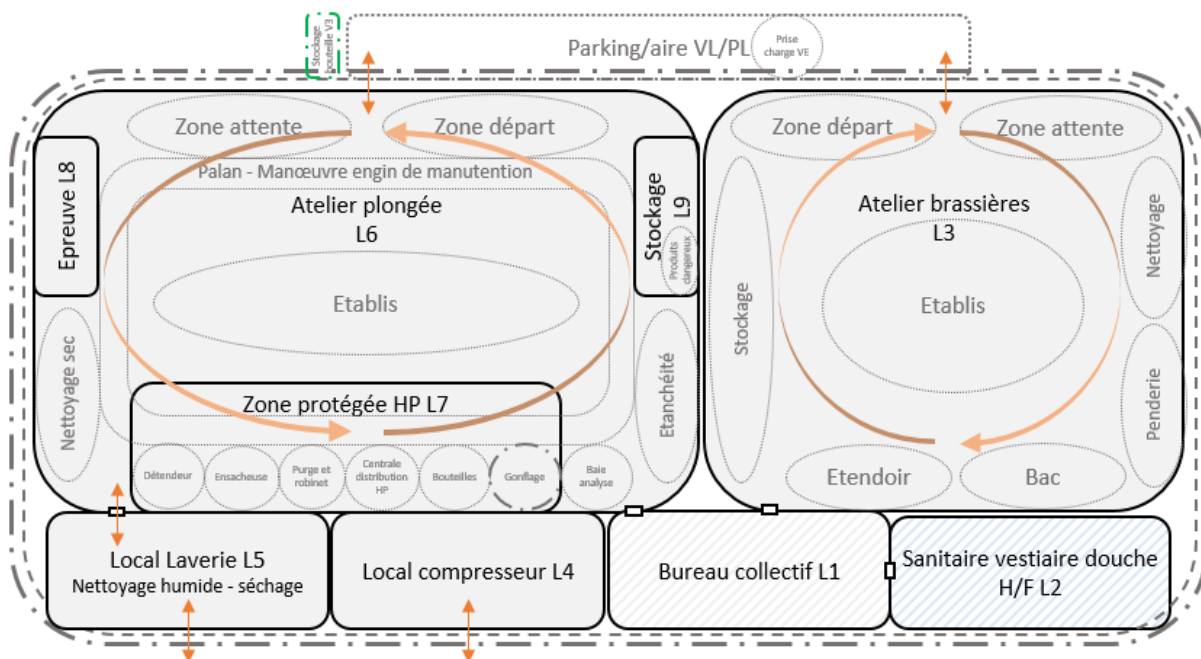 Stockage
bouteille V3
Parking/aire VL/PL
Prise
charge VE
Zone attente
Zone départ
Zone départ
Zone attente
Palan - Manœuvre engin de manutention
Epreuve L8
Atelier plongée
L6
Stockage
L9
Produits
dangereux
Atelier brassières
L3
Nettoyage
Etablis
Etablis
Stockage
Nettoyage sec
Etanchéité
Penderie
Zone protégée HP L7
Détendeur
Ensacheuse
Purge et
robinet
Centrale
distribution
HP
Bouteilles
Gonflage
Baie
analyse
Etendoir
Bac
Local Laverie L5
Nettoyage humide - séchage
Local compresseur L4
Bureau collectif L1
Sanitaire vestiaire douche
H/F L2